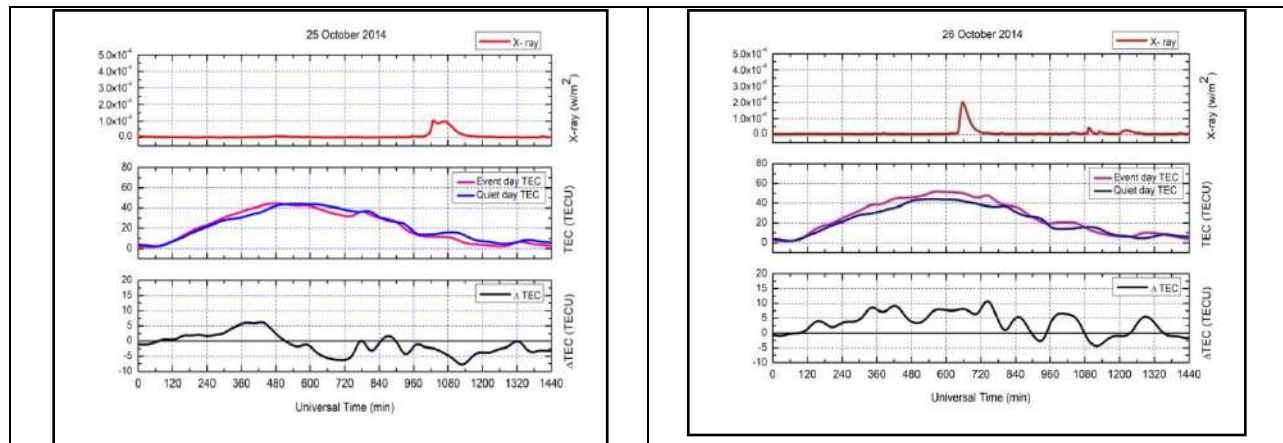 25 October 2014
X- ray
5.0x10⁻⁴
4.0x10⁻⁴
3.0x10⁻⁴
2.0x10⁻⁴
1.0x10⁻⁴
0.0
X-ray (w/m²)
80
60
40
20
0
Event day TEC
Quiet day TEC
TEC (TECU)
20
15
10
5
0
-5
-10
Δ TEC
ΔTEC (TECU)
0 120 240 360 480 600 720 840 960 1080 1200 1320 1440
Universal Time (min)
26 October 2014
X- ray
5.0x10⁻⁴
4.0x10⁻⁴
3.0x10⁻⁴
2.0x10⁻⁴
1.0x10⁻⁴
0.0
X-ray (w/m²)
80
60
40
20
0
Event day TEC
Quiet day TEC
TEC (TECU)
20
15
10
5
0
-5
-10
Δ TEC
ΔTEC (TECU)
0 120 240 360 480 600 720 840 960 1080 1200 1320 1440
Universal Time (min)